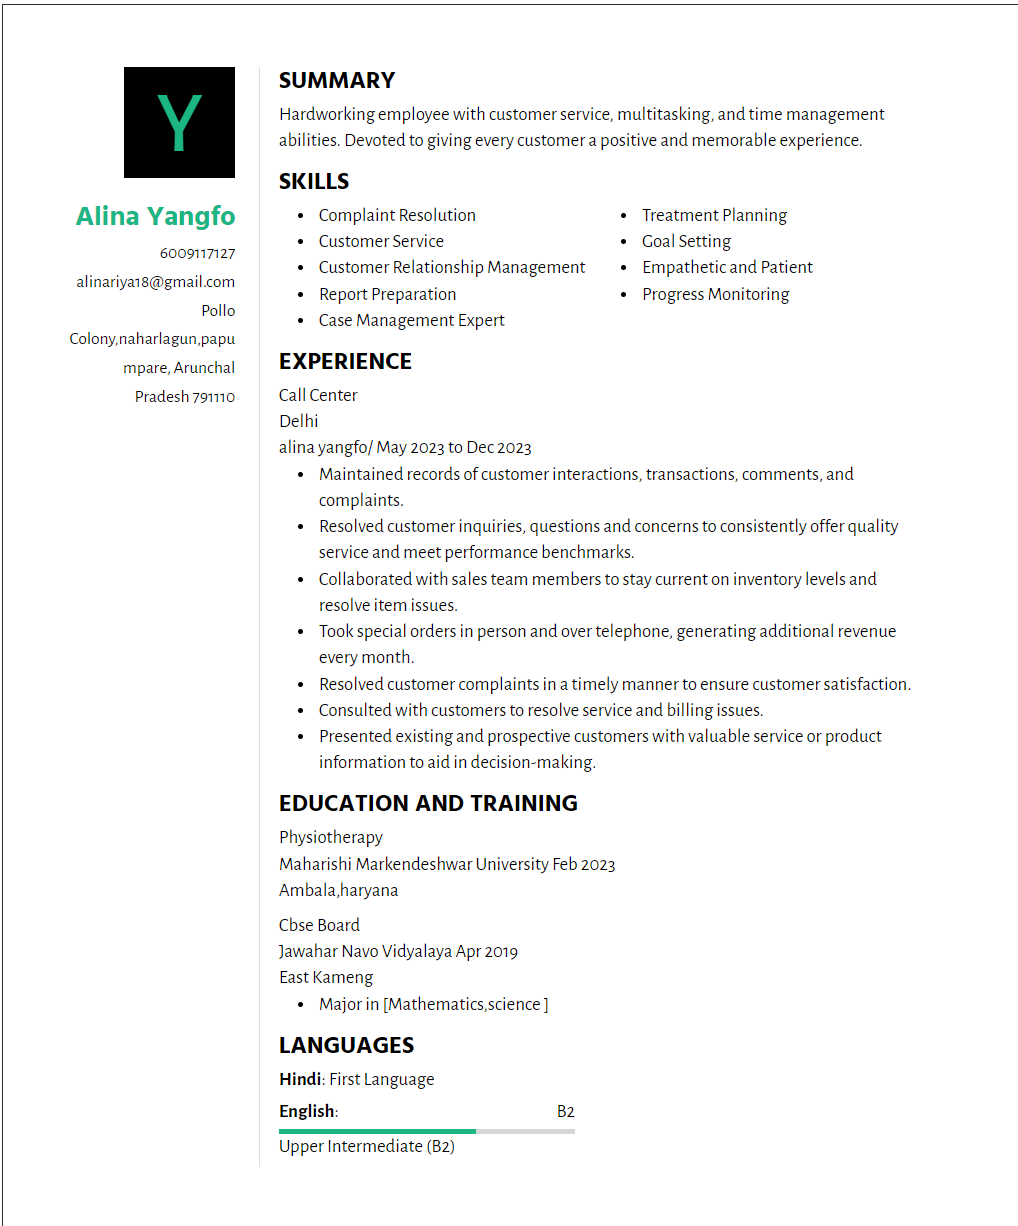 Y
Alina Yangfo
6009117127
alinariya18@gmail.com
Pollo
Colony,naharlagun,papu
mpare, Arunchal
Pradesh 791110
SUMMARY
Hardworking employee with customer service, multitasking, and time management
abilities. Devoted to giving every customer a positive and memorable experience.
SKILLS
• Complaint Resolution
• Customer Service
• Customer Relationship Management
• Report Preparation
• Case Management Expert
• Treatment Planning
• Goal Setting
• Empathetic and Patient
• Progress Monitoring
EXPERIENCE
Call Center
Delhi
alina yangfo/ May 2023 to Dec 2023
• Maintained records of customer interactions, transactions, comments, and
complaints.
• Resolved customer inquiries, questions and concerns to consistently offer quality
service and meet performance benchmarks.
• Collaborated with sales team members to stay current on inventory levels and
resolve item issues.
• Took special orders in person and over telephone, generating additional revenue
every month.
• Resolved customer complaints in a timely manner to ensure customer satisfaction.
• Consulted with customers to resolve service and billing issues.
• Presented existing and prospective customers with valuable service or product
information to aid in decision-making.
EDUCATION AND TRAINING
Physiotherapy
Maharishi Markendeshwar University Feb 2023
Ambala,haryana
Cbse Board
Jawahar Navo Vidyalaya Apr 2019
East Kameng
• Major in [Mathematics,science ]
LANGUAGES
Hindi: First Language
English: B2
Upper Intermediate (B2)